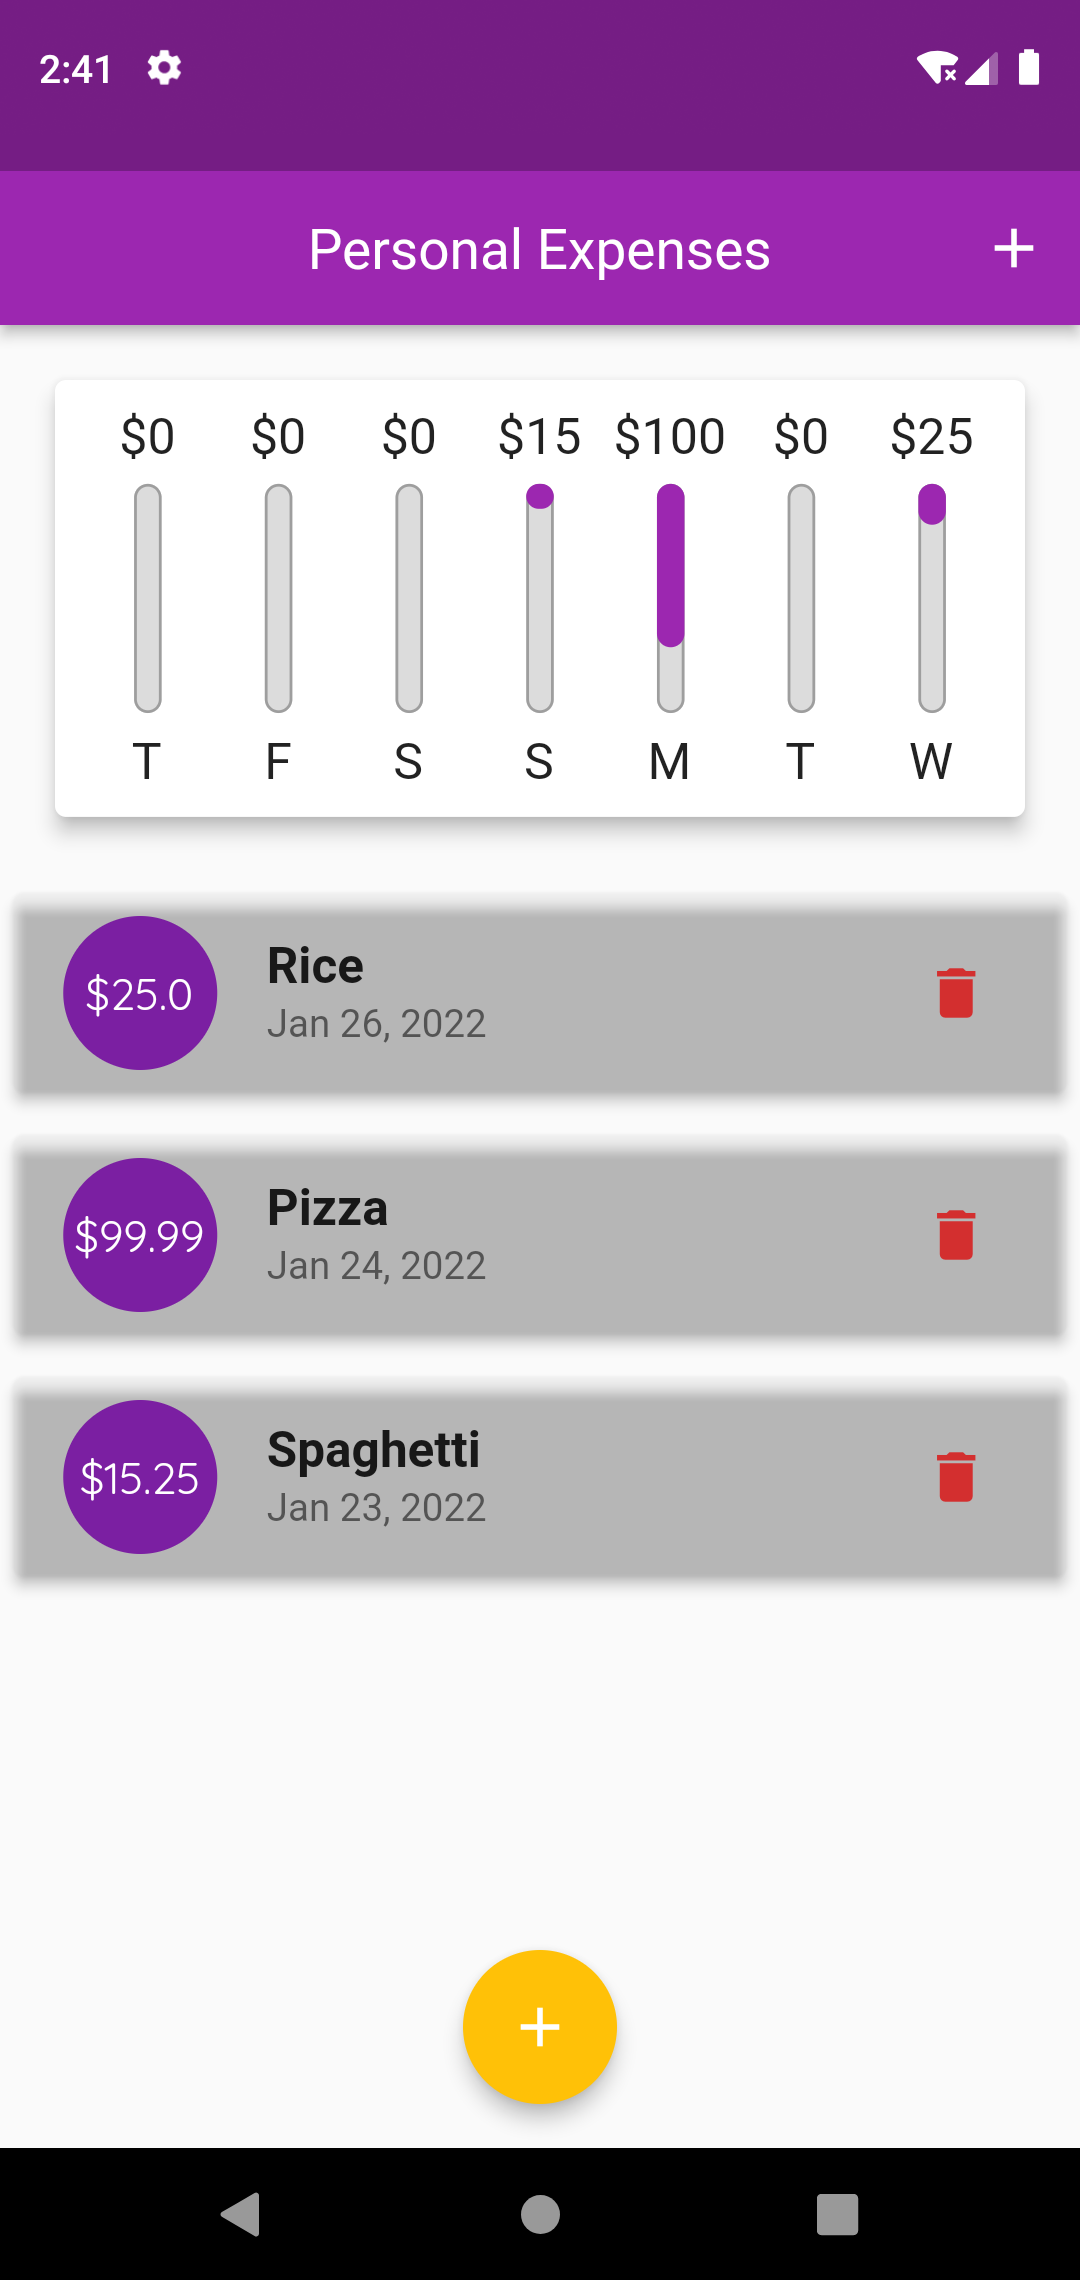 2:41
Personal Expenses
$0 $0 $0 $15 $100 $0 $25
T F S S M T W
$25.0
Rice
Jan 26, 2022
$99.99
Pizza
Jan 24, 2022
$15.25
Spaghetti
Jan 23, 2022